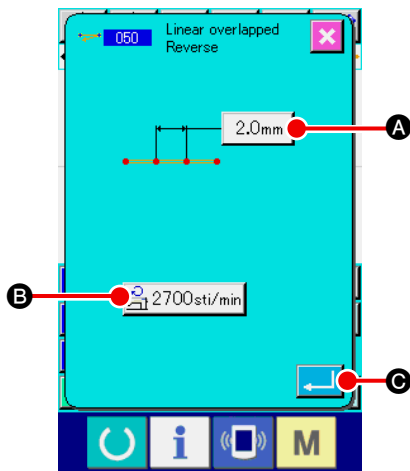 050
Linear overlapped
Reverse
2.0mm
A
B
2700sti/min
C
i
M